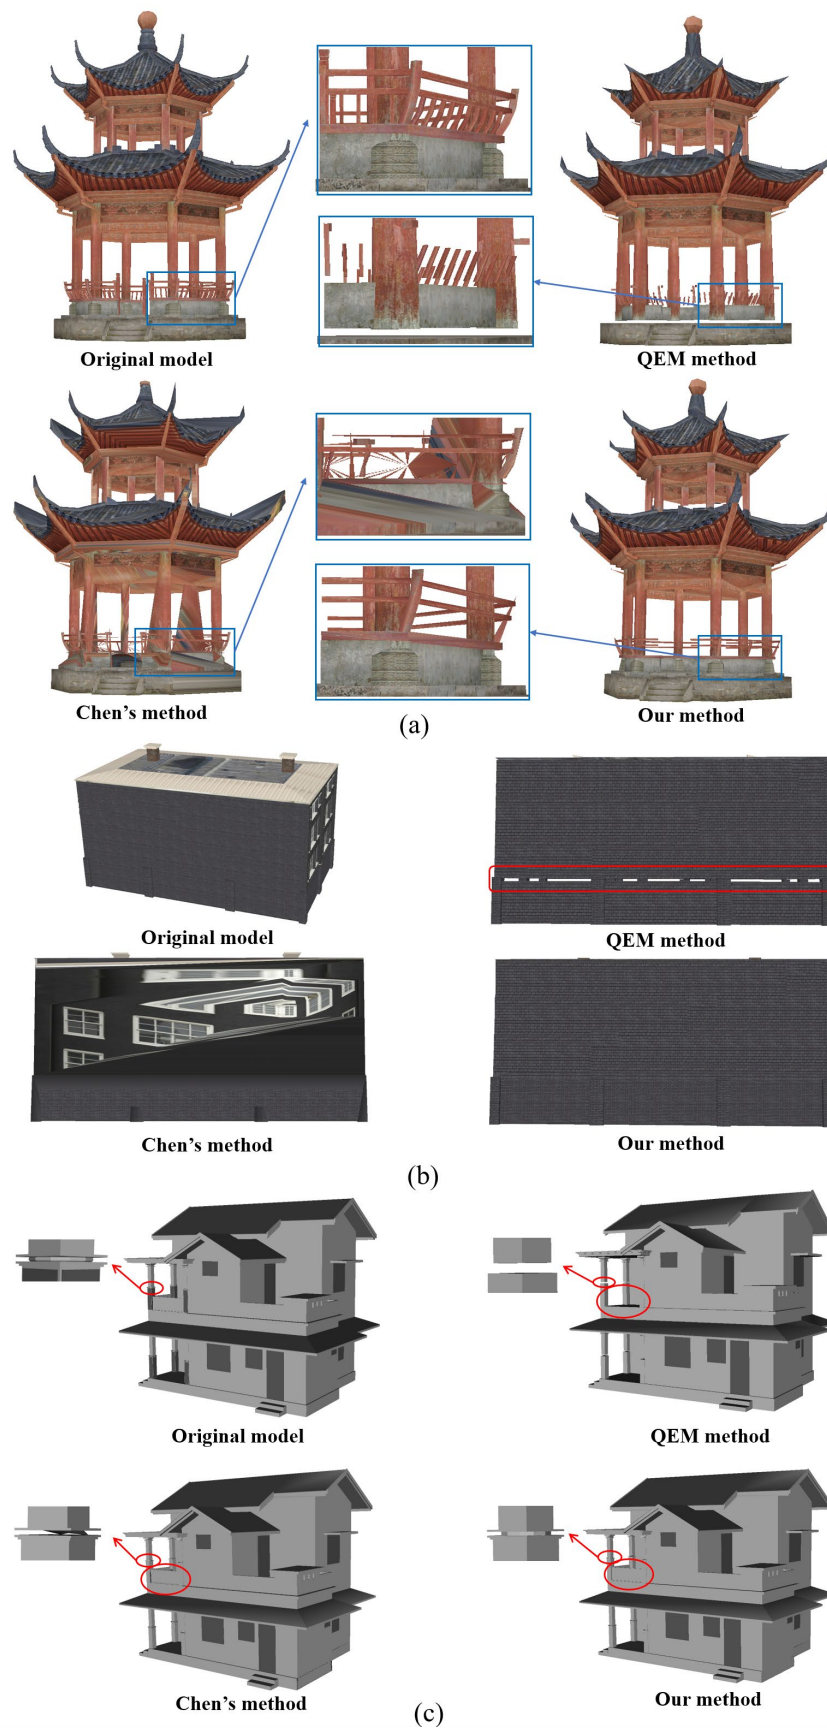 Original model
QEM method
Chen's method
Our method
(a)
Original model
QEM method
Chen's method
Our method
(b)
Original model
QEM method
Chen's method
Our method
(c)